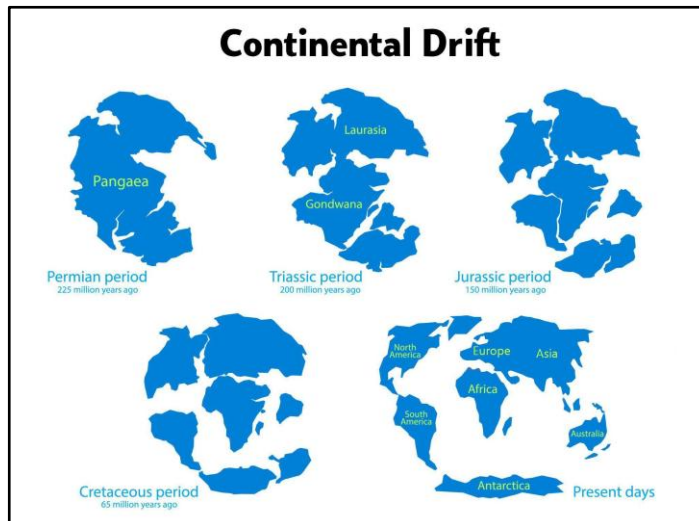 Continental Drift
Pangaea
Permian period
225 million years ago
Laurasia
Gondwana
Triassic period
200 million years ago
Jurassic period
150 million years ago
Cretaceous period
65 million years ago
North
America
Europe
Asia
Africa
South
America
Australia
Antarctica
Present days